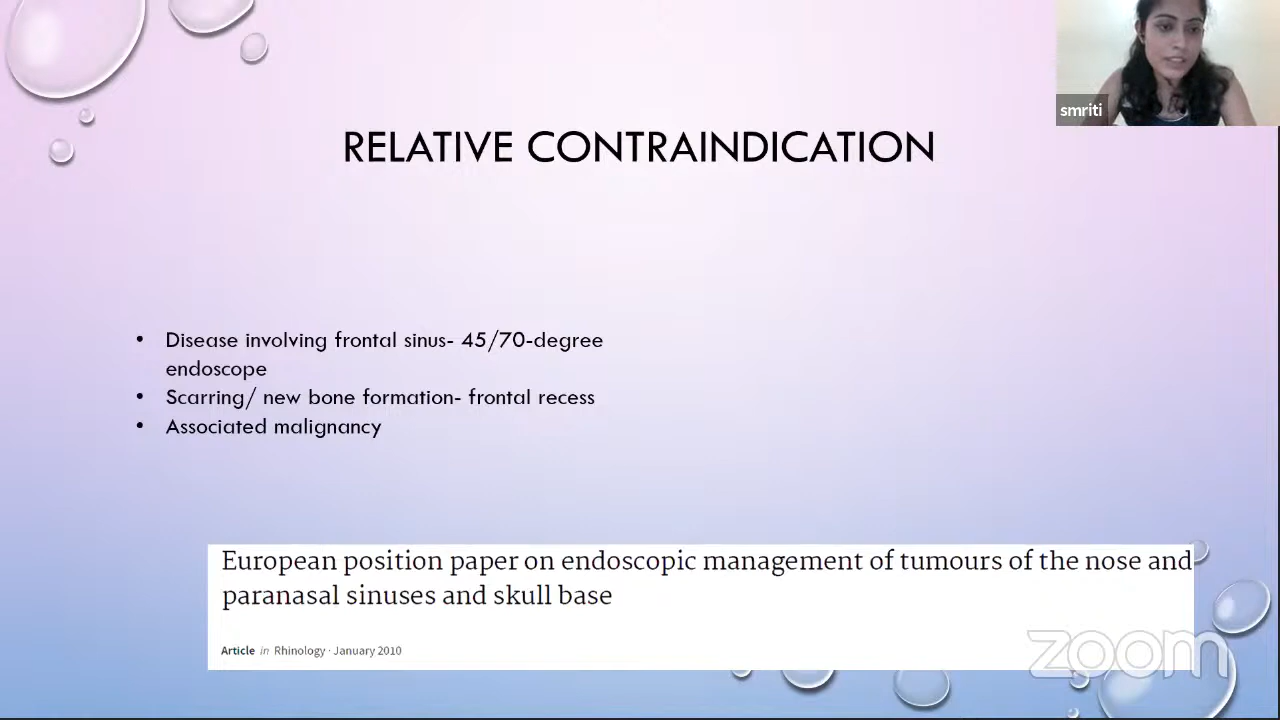 smriti
RELATIVE CONTRAINDICATION
• Disease involving frontal sinus- 45/70-degree
endoscope
• Scarring/ new bone formation- frontal recess
• Associated malignancy
European position paper on endoscopic management of tumours of the nose and
paranasal sinuses and skull base
Article in Rhinology · January 2010
zoom